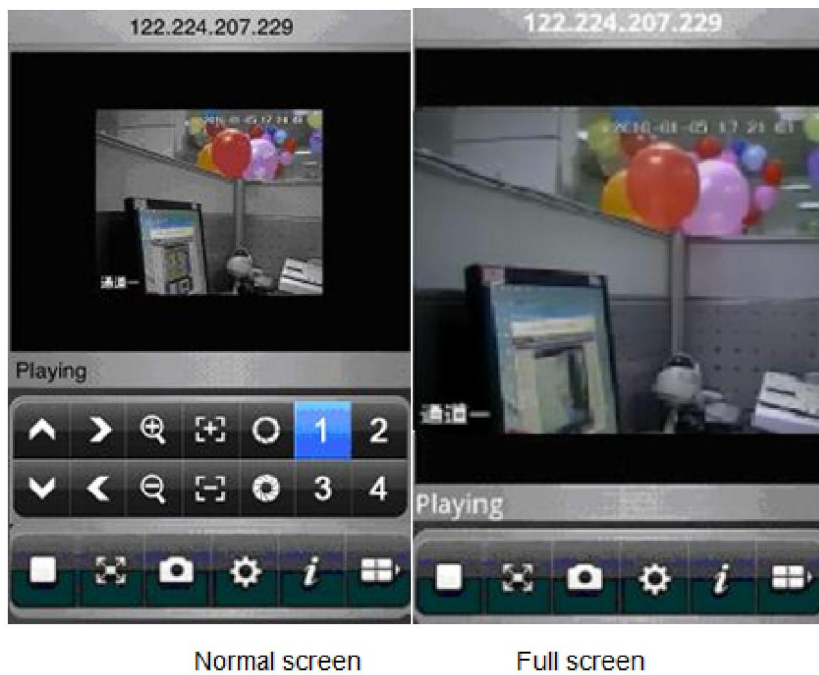 122.224.207.229
通道一
Playing
1 2
3 4
122.224.207.229
通道一
Playing
Normal screen
Full screen